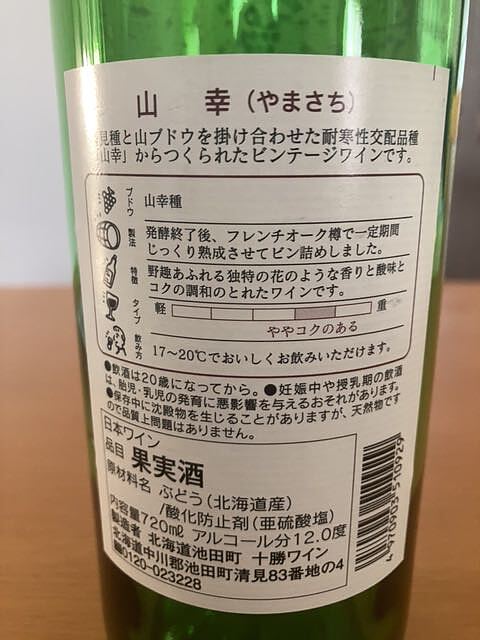 山幸（やまさち）
見種と山ブドウを掛け合わせた耐寒性交配品種
山幸」からつくられたビンテージワインです。
ブドウ 山幸種
製法 発酵終了後、フレンチオーク樽で一定期間
じっくり熟成させてビン詰めしました。
特徴 野趣あふれる独特の花のような香りと酸味と
コクの調和のとれたワインです。
タイプ 軽 重
ややコクのある
飲み方 17～20℃でおいしくお飲みいただけます。
●飲酒は20歳になってから。●妊娠中や授乳期の飲酒
は、胎児・乳児の発育に悪影響を与えるおそれがあります。
●保存中に沈殿物を生じることがありますが、天然物です
ので品質上問題はありません。
日本ワイン
品目 果実酒
原材料名 ぶどう（北海道産）
/酸化防止剤（亜硫酸塩）
内容量720mℓ アルコール分12.0度
製造者 北海道池田町 十勝ワイン
北海道中川郡池田町清見83番地の4
0120-023228
4970903510929